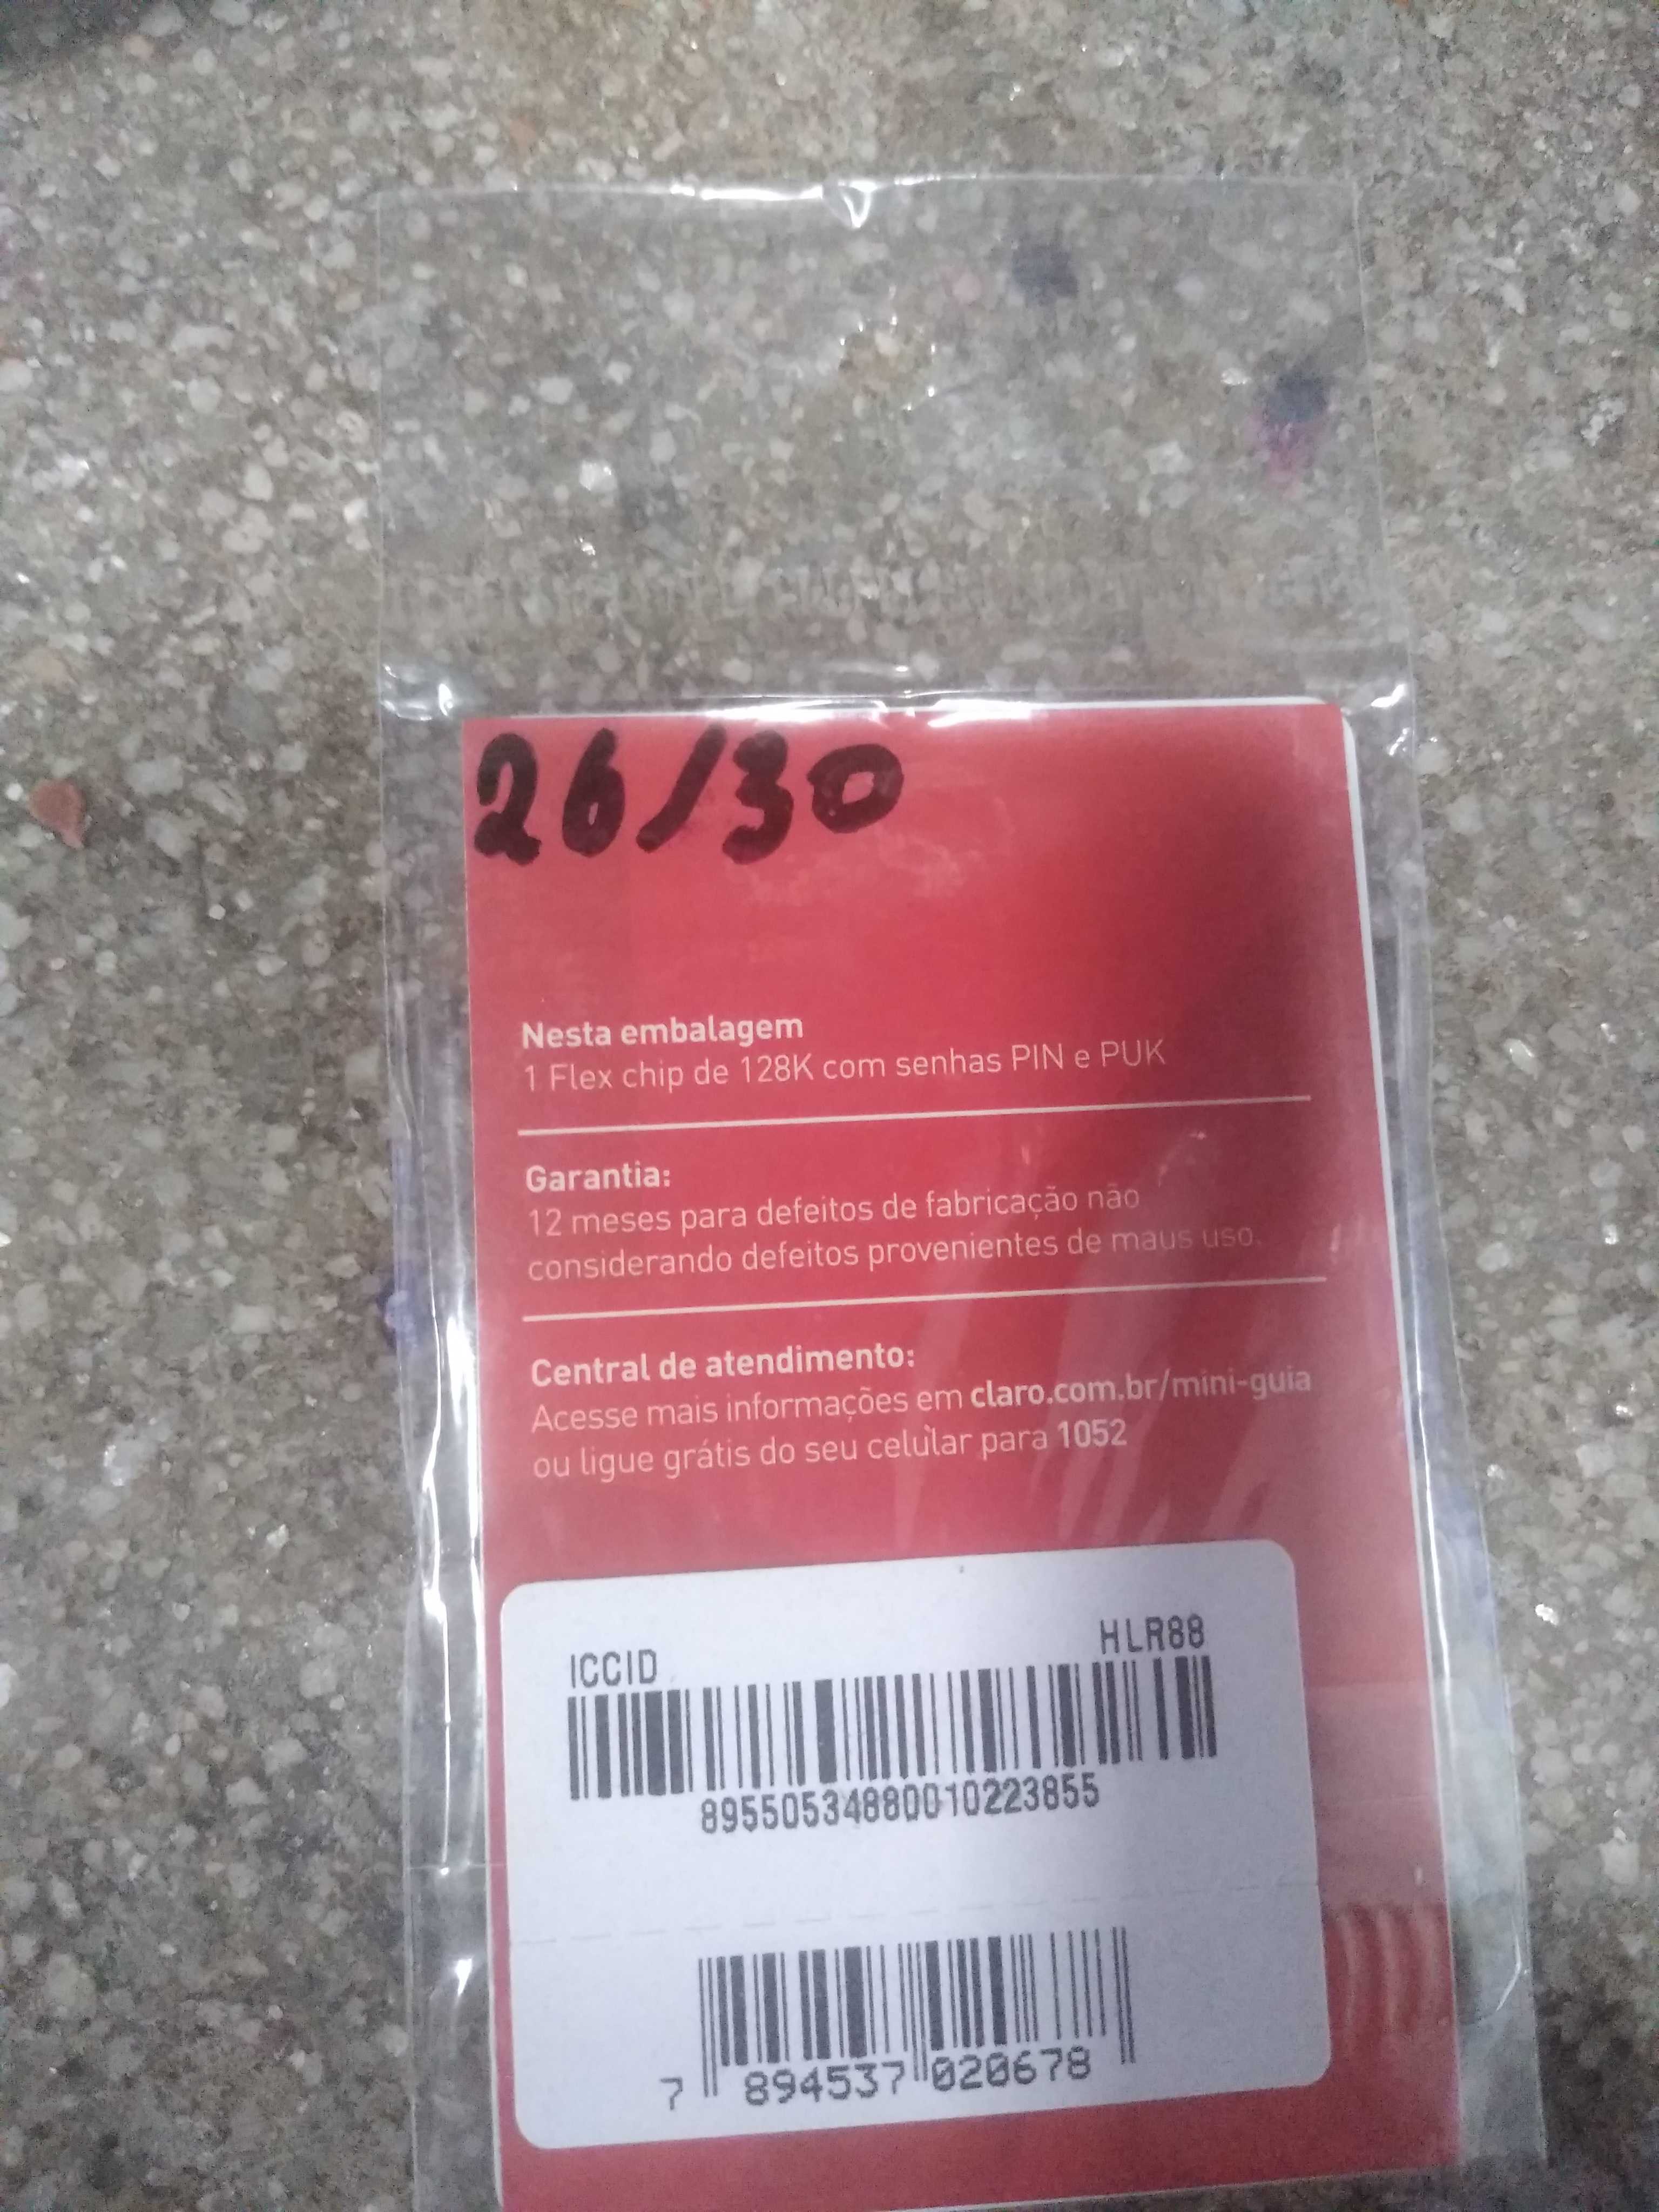 26/30
Nesta embalagem
1 Flex chip de 128K com senhas PIN e PUK
Garantia:
12 meses para defeitos de fabricação não
considerando defeitos provenientes de maus uso.
Central de atendimento:
Acesse mais informações em claro.com.br/mini-guia
ou ligue grátis do seu celular para 1052
ICCID HLR88
89550534880010223855
7 894537 020678